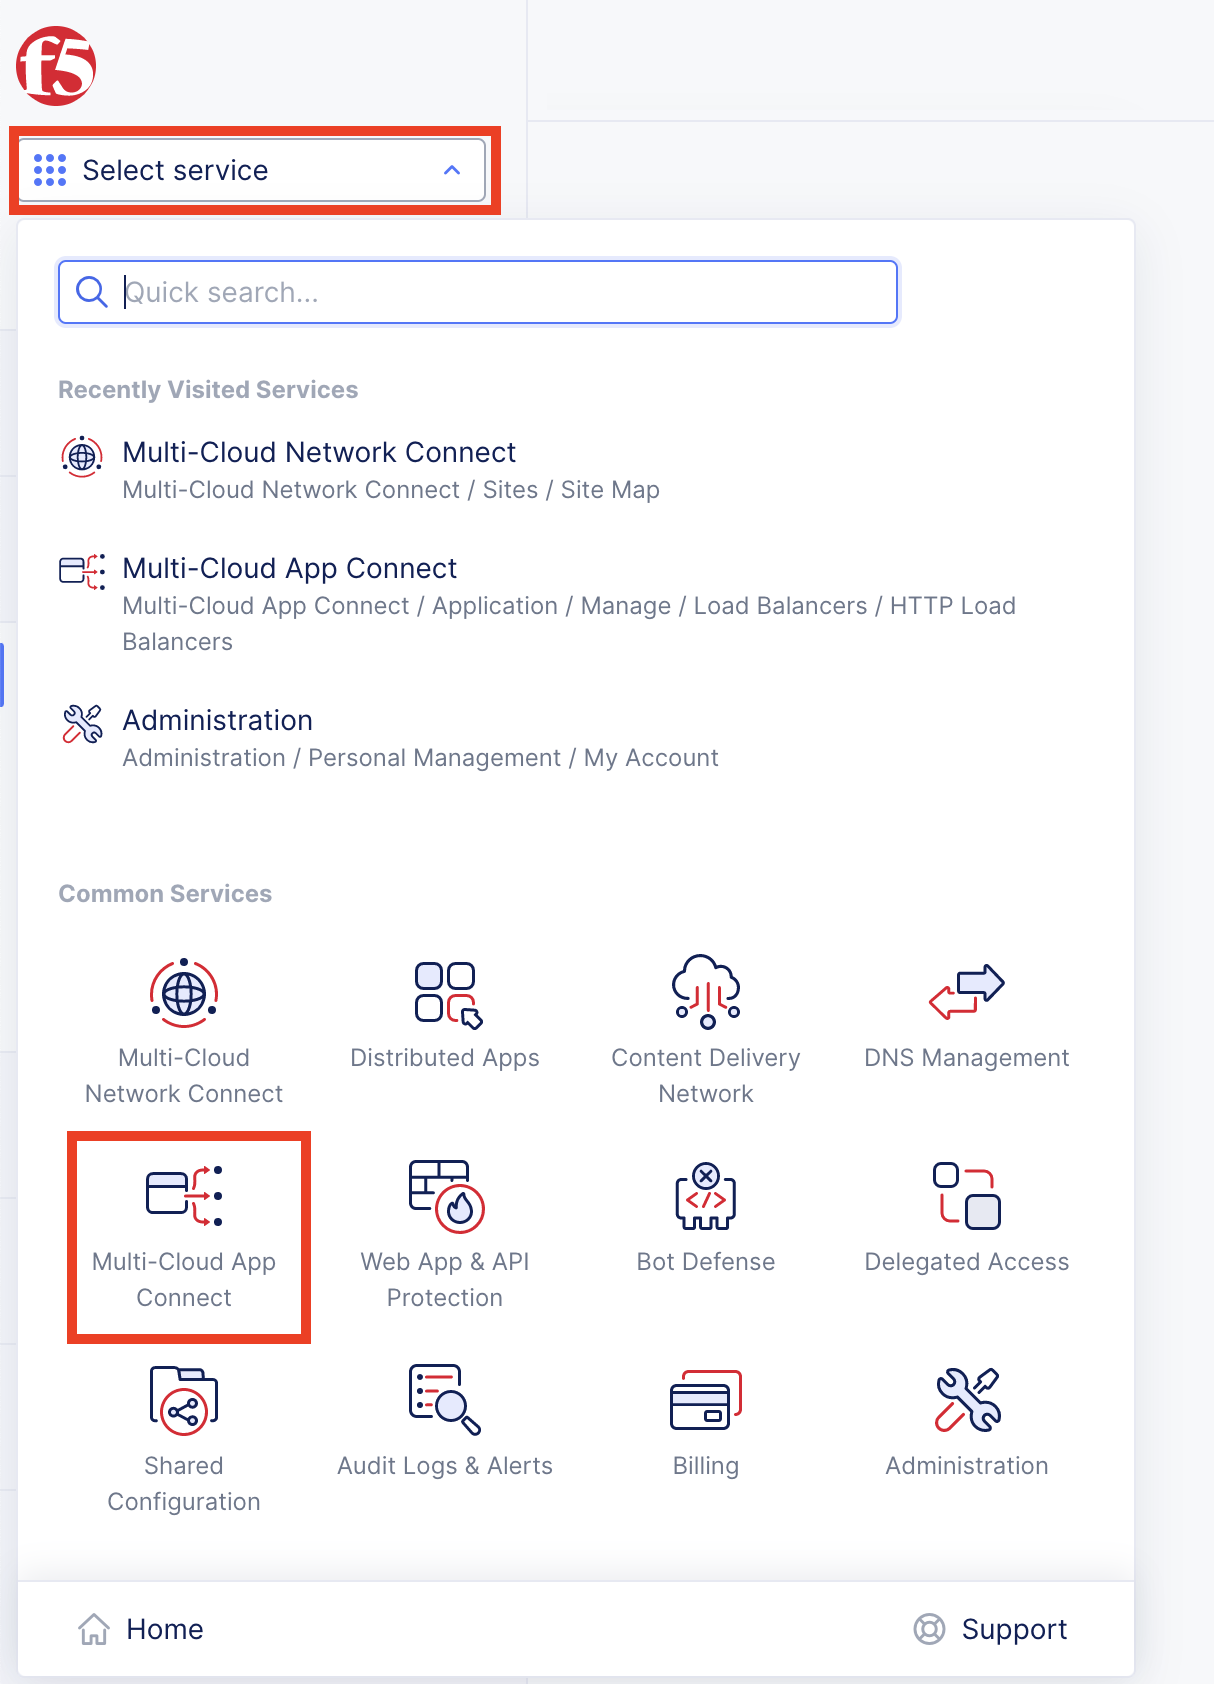 f5
Select service
Quick search...
Recently Visited Services
Multi-Cloud Network Connect
Multi-Cloud Network Connect / Sites / Site Map
Multi-Cloud App Connect
Multi-Cloud App Connect / Application / Manage / Load Balancers / HTTP Load
Balancers
Administration
Administration / Personal Management / My Account
Common Services
Multi-Cloud
Network Connect
Distributed Apps
Content Delivery
Network
DNS Management
Multi-Cloud App
Connect
Web App & API
Protection
Bot Defense
Delegated Access
Shared
Configuration
Audit Logs & Alerts
Billing
Administration
Home
Support